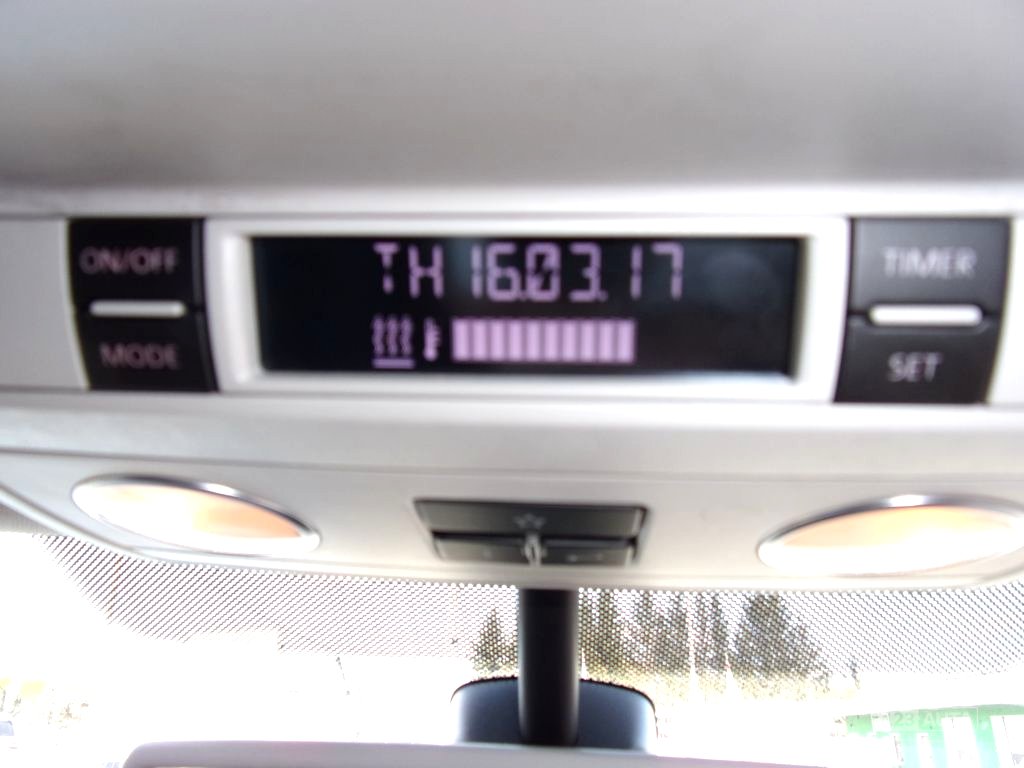 ON/OFF
MODE
TH 16.03.17
TIMER
SET